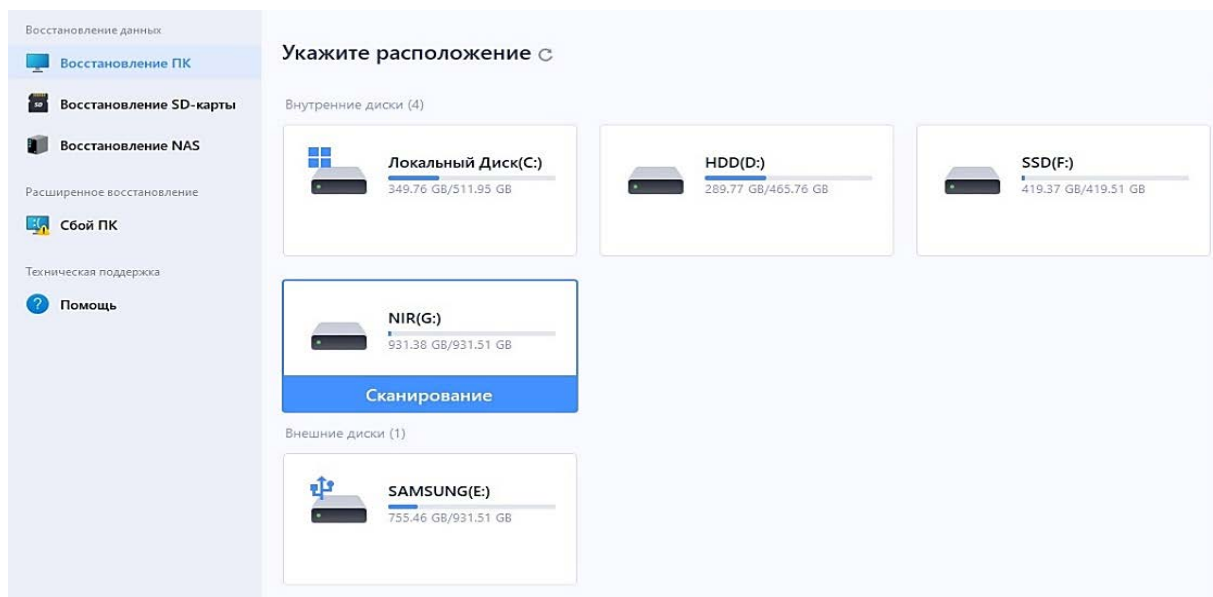 Восстановление данных
Восстановление ПК
Восстановление SD-карты
Восстановление NAS
Расширенное восстановление
Сбой ПК
Техническая поддержка
Помощь
Укажите расположение
Внутренние диски (4)
Локальный Диск(C:)
349.76 GB/511.95 GB
HDD(D:)
289.77 GB/465.76 GB
SSD(F:)
419.37 GB/419.51 GB
NIR(G:)
931.38 GB/931.51 GB
Сканирование
Внешние диски (1)
SAMSUNG(E:)
755.46 GB/931.51 GB